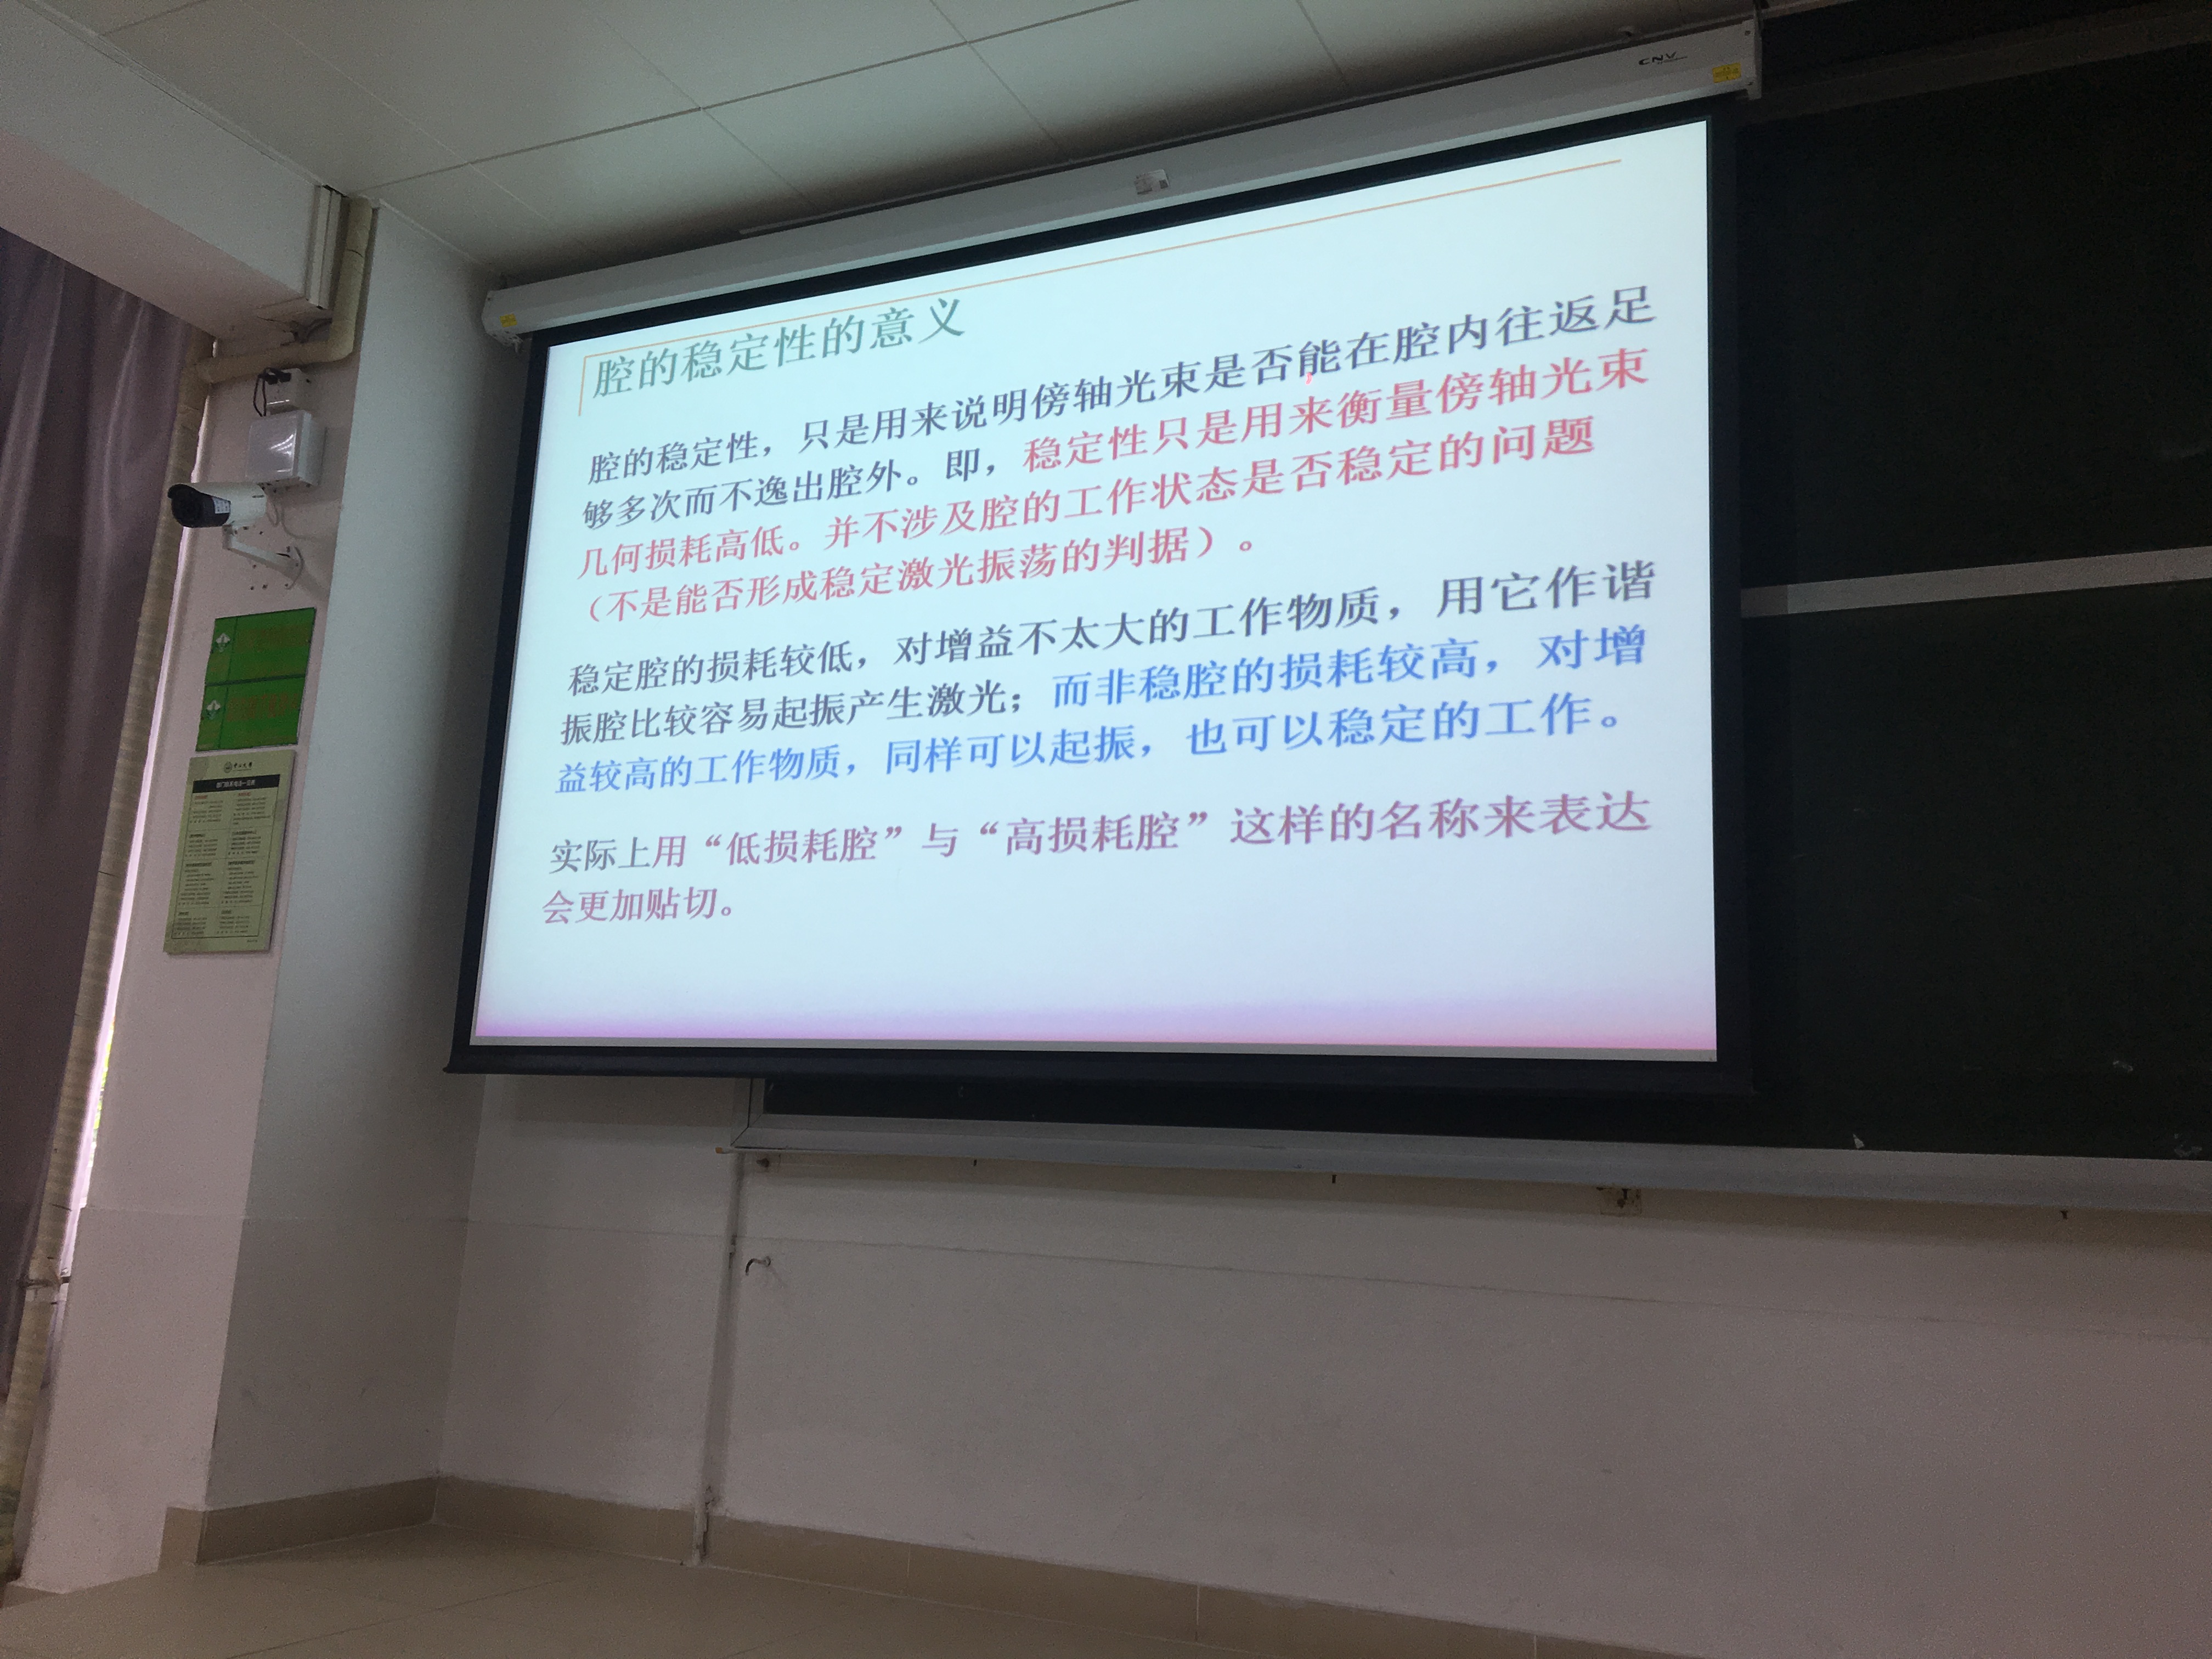 CNV
腔的稳定性的意义
腔的稳定性，只是用来说明傍轴光束是否能在腔内往返足
够多次而不逸出腔外。即，稳定性只是用来衡量傍轴光束
几何损耗高低。并不涉及腔的工作状态是否稳定的问题
（不是能否形成稳定激光振荡的判据）。
稳定腔的损耗较低，对增益不太大的工作物质，用它作谐
振腔比较容易起振产生激光；而非稳腔的损耗较高，对增
益较高的工作物质，同样可以起振，也可以稳定的工作。
实际上用“低损耗腔”与“高损耗腔”这样的名称来表达
会更加贴切。